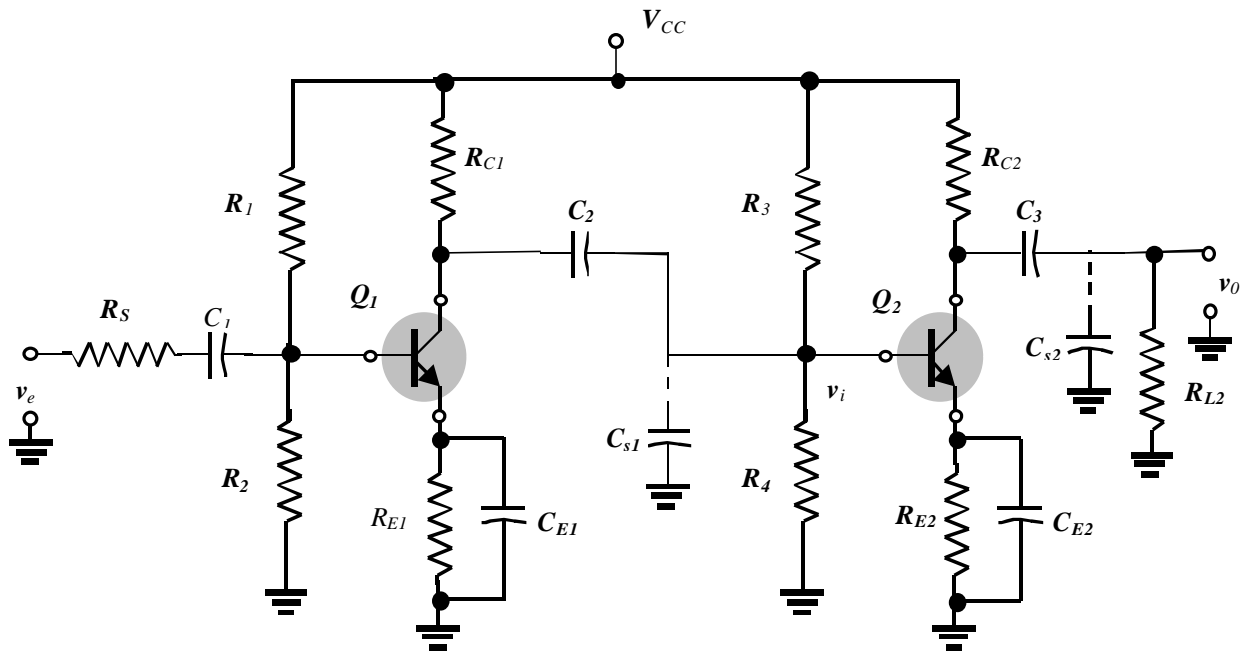 V_CC
R_C1
R_C2
R_1
R_3
C_2
C_3
Q_1
Q_2
R_S
C_1
v_0
C_s2
v_e
v_i
R_L2
C_s1
R_2
R_4
R_E1
C_E1
R_E2
C_E2